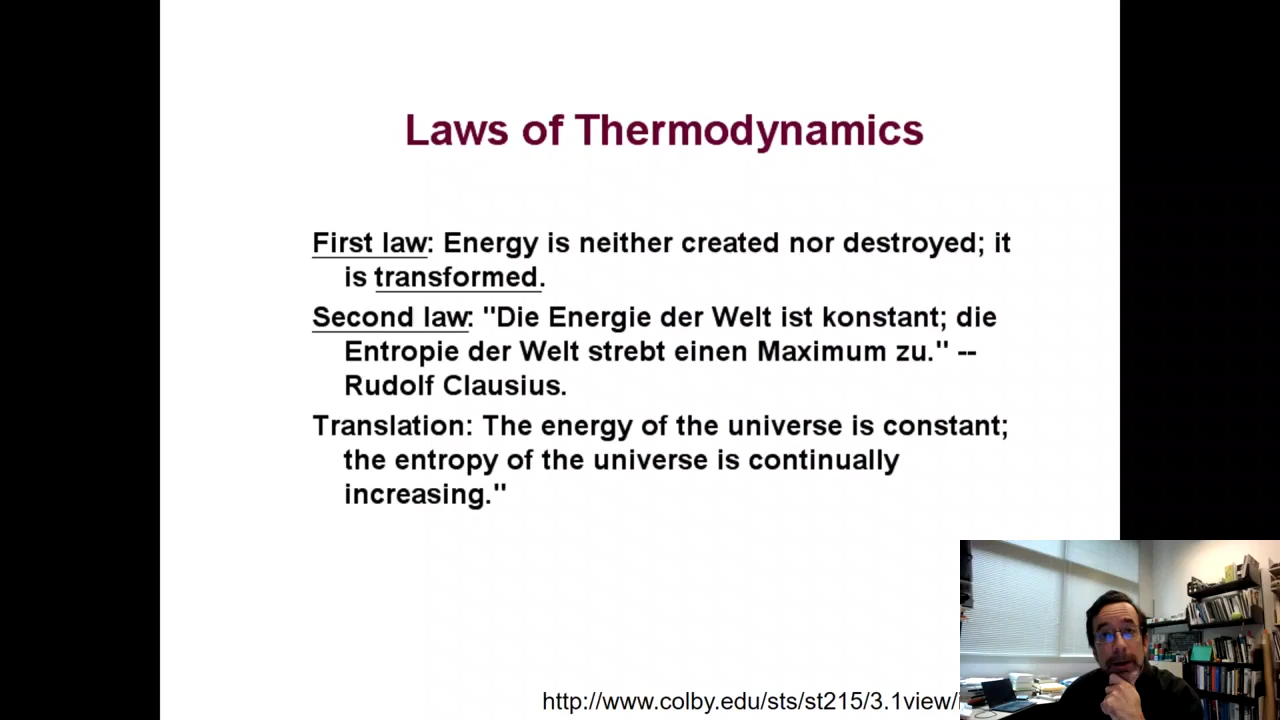 Laws of Thermodynamics
First law: Energy is neither created nor destroyed; it
is transformed.
Second law: "Die Energie der Welt ist konstant; die
Entropie der Welt strebt einen Maximum zu." --
Rudolf Clausius.
Translation: The energy of the universe is constant;
the entropy of the universe is continually
increasing."
http://www.colby.edu/sts/st215/3.1view/